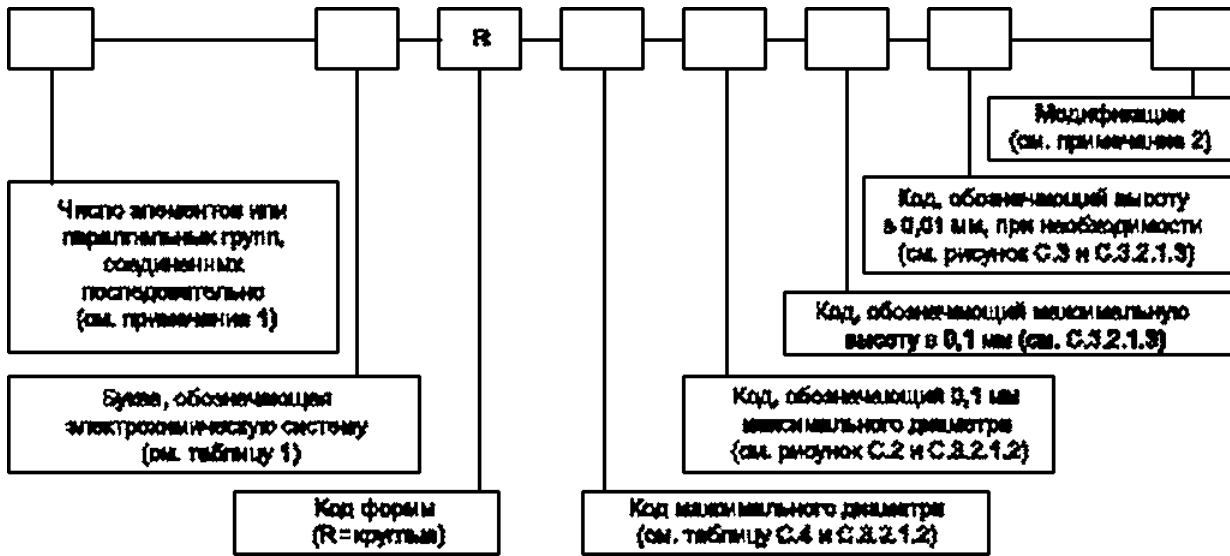 R
Модификации
(см. примечание 2)
Число элементов или
параллельных групп,
соединенных
последовательно
(см. примечание 1)
Код, обозначающий высоту
в 0,01 мм, при необходимости
(см. рисунок С.3 и С.3.2.1.3)
Код, обозначающий максимальную
высоту в 0,1 мм (см. С.3.2.1.3)
Буква, обозначающая
электрохимическую систему
(см. таблицу 1)
Код, обозначающий 0,1 мм
максимального диаметра
(см. рисунок С.2 и С.3.2.1.2)
Код формы
(R=круглые)
Код максимального диаметра
(см. таблицу С.4 и С.3.2.1.2)